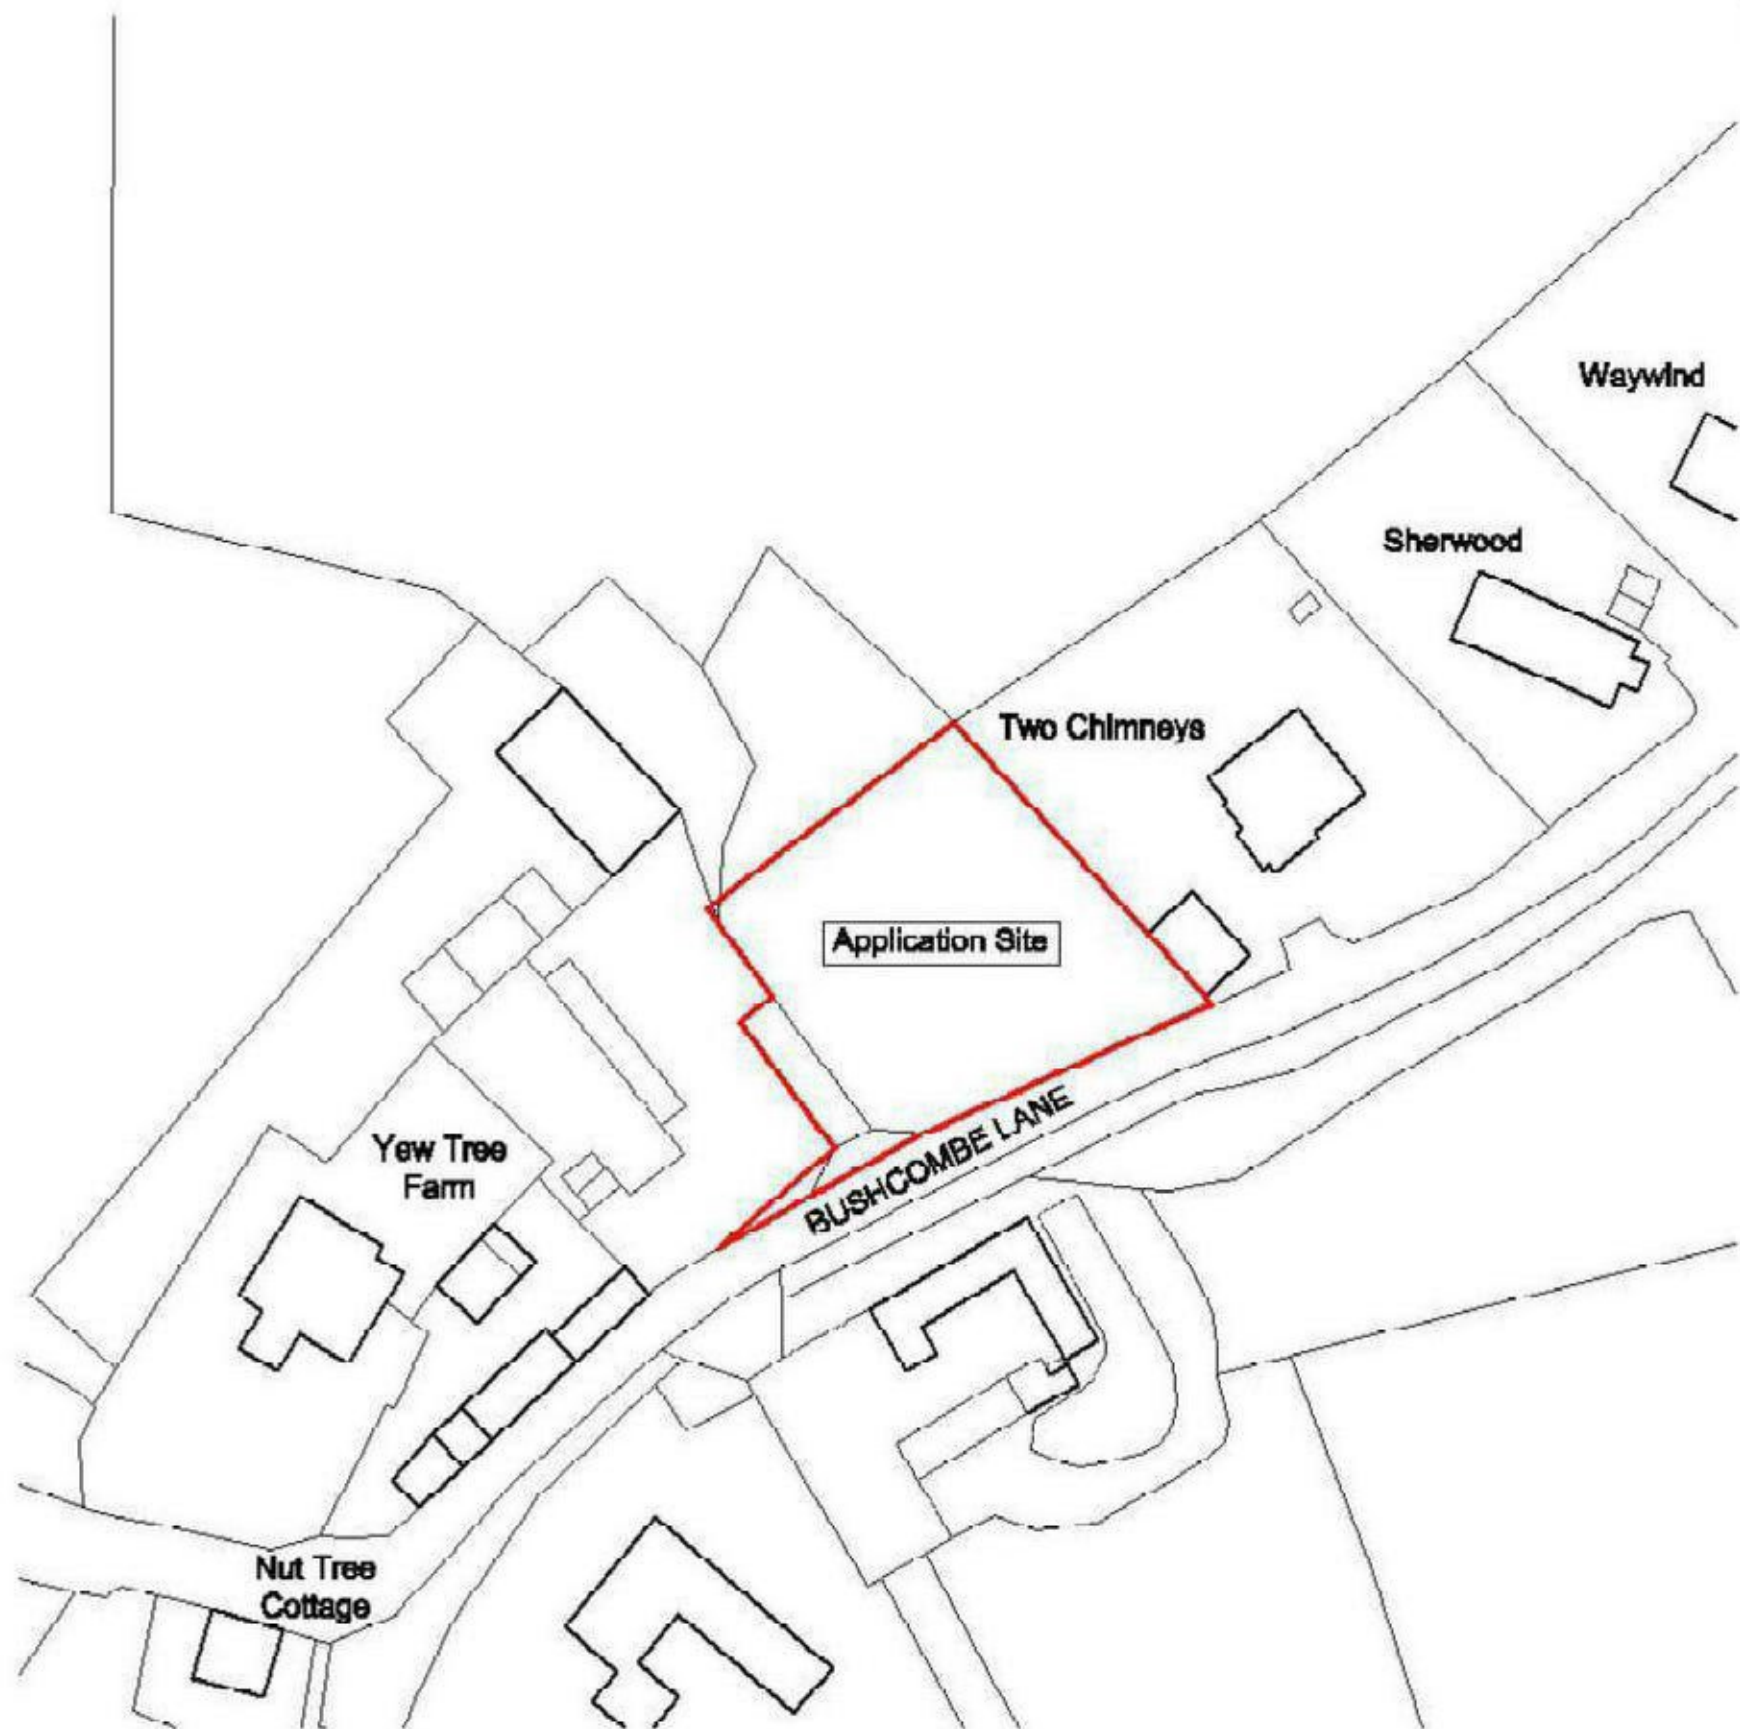 Waywind
Sherwood
Two Chimneys
Application Site
BUSHCOMBE LANE
Yew Tree
Farm
Nut Tree
Cottage